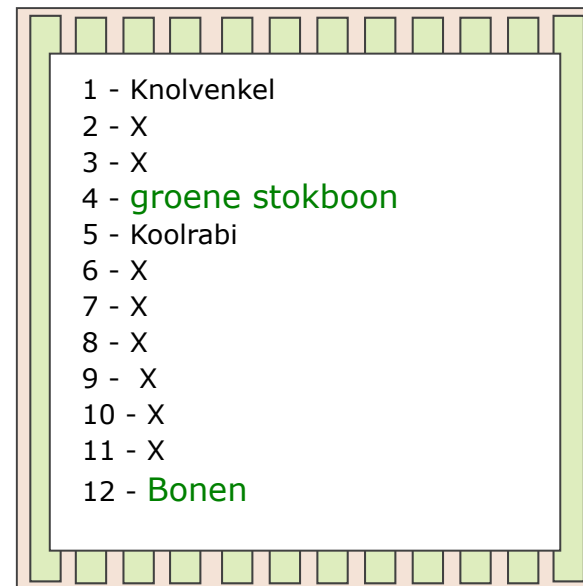 1 - Knolvenkel
2 - X
3 - X
4 - groene stokboon
5 - Koolrabi
6 - X
7 - X
8 - X
9 -  X
10 - X
11 - X
12 - Bonen